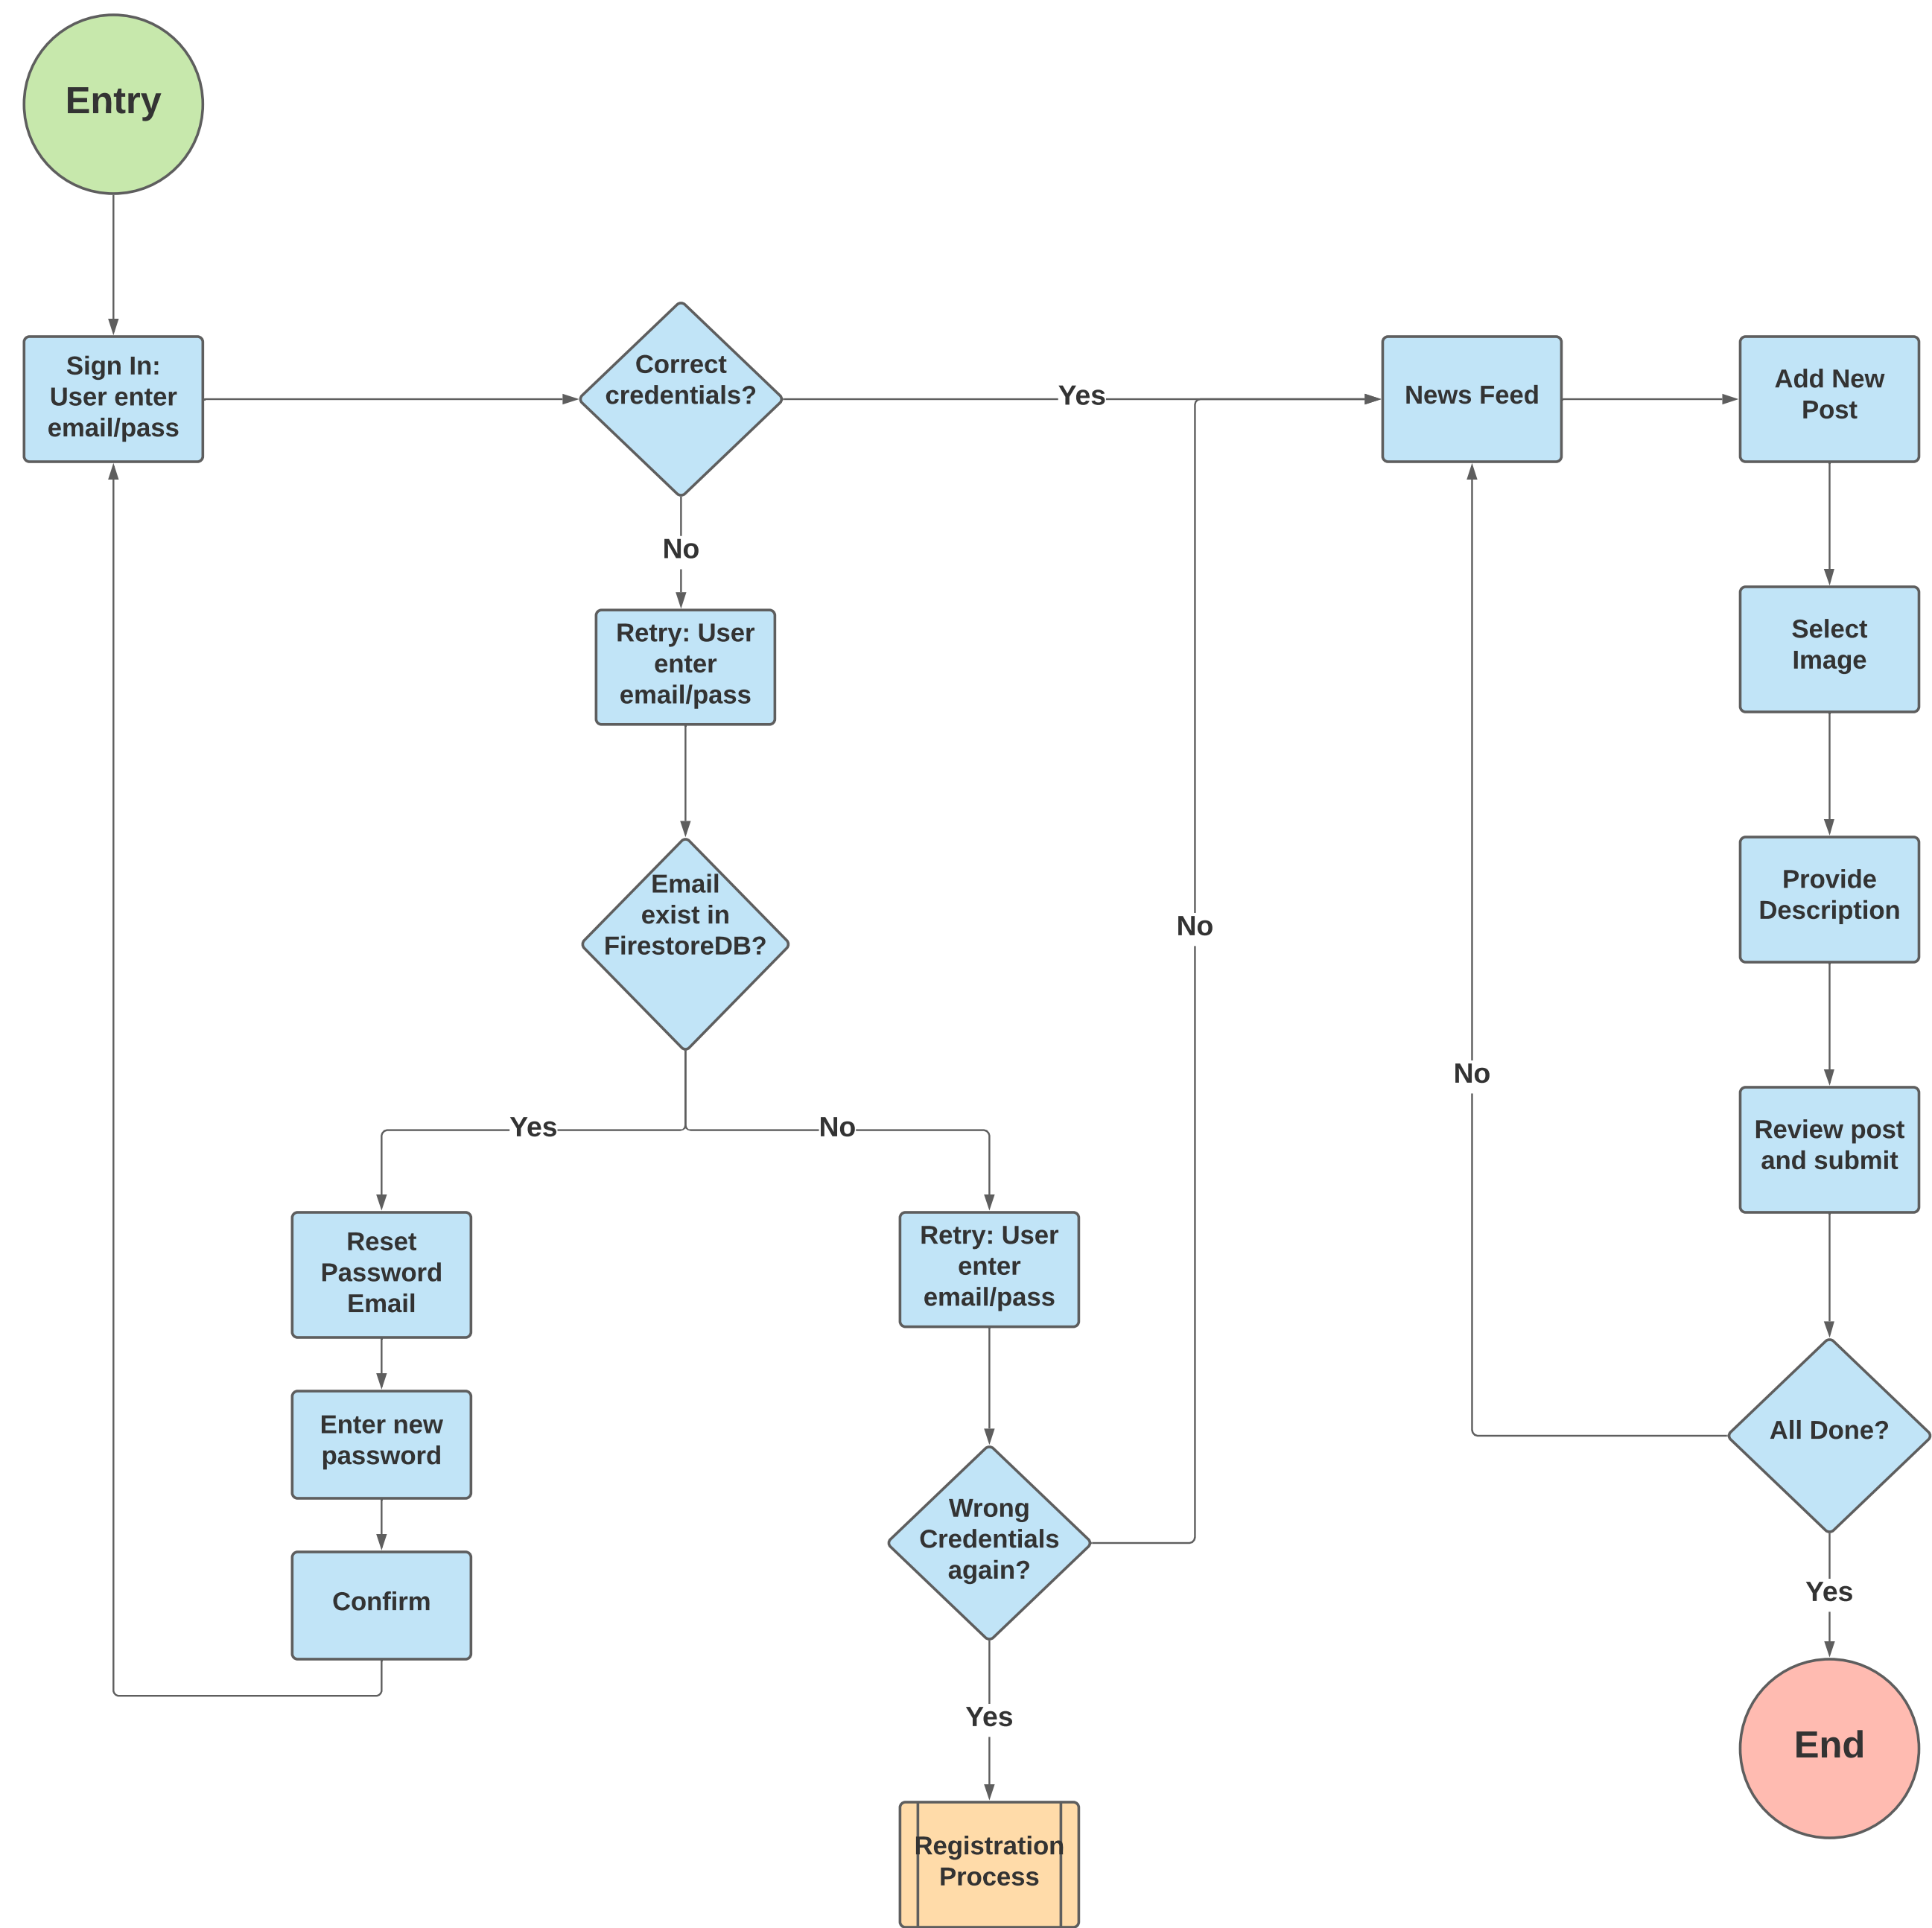 Entry
Sign In:
User enter
email/pass
Correct
credentials?
Yes
News Feed
Add New
Post
No
Retry: User
enter
email/pass
Select
Image
Email
exist in
FirestoreDB?
No
Provide
Description
Yes
No
No
Review post
and submit
Reset
Password
Email
Retry: User
enter
email/pass
Enter new
password
All Done?
Wrong
Credentials
again?
Confirm
Yes
Yes
End
Registration
Process